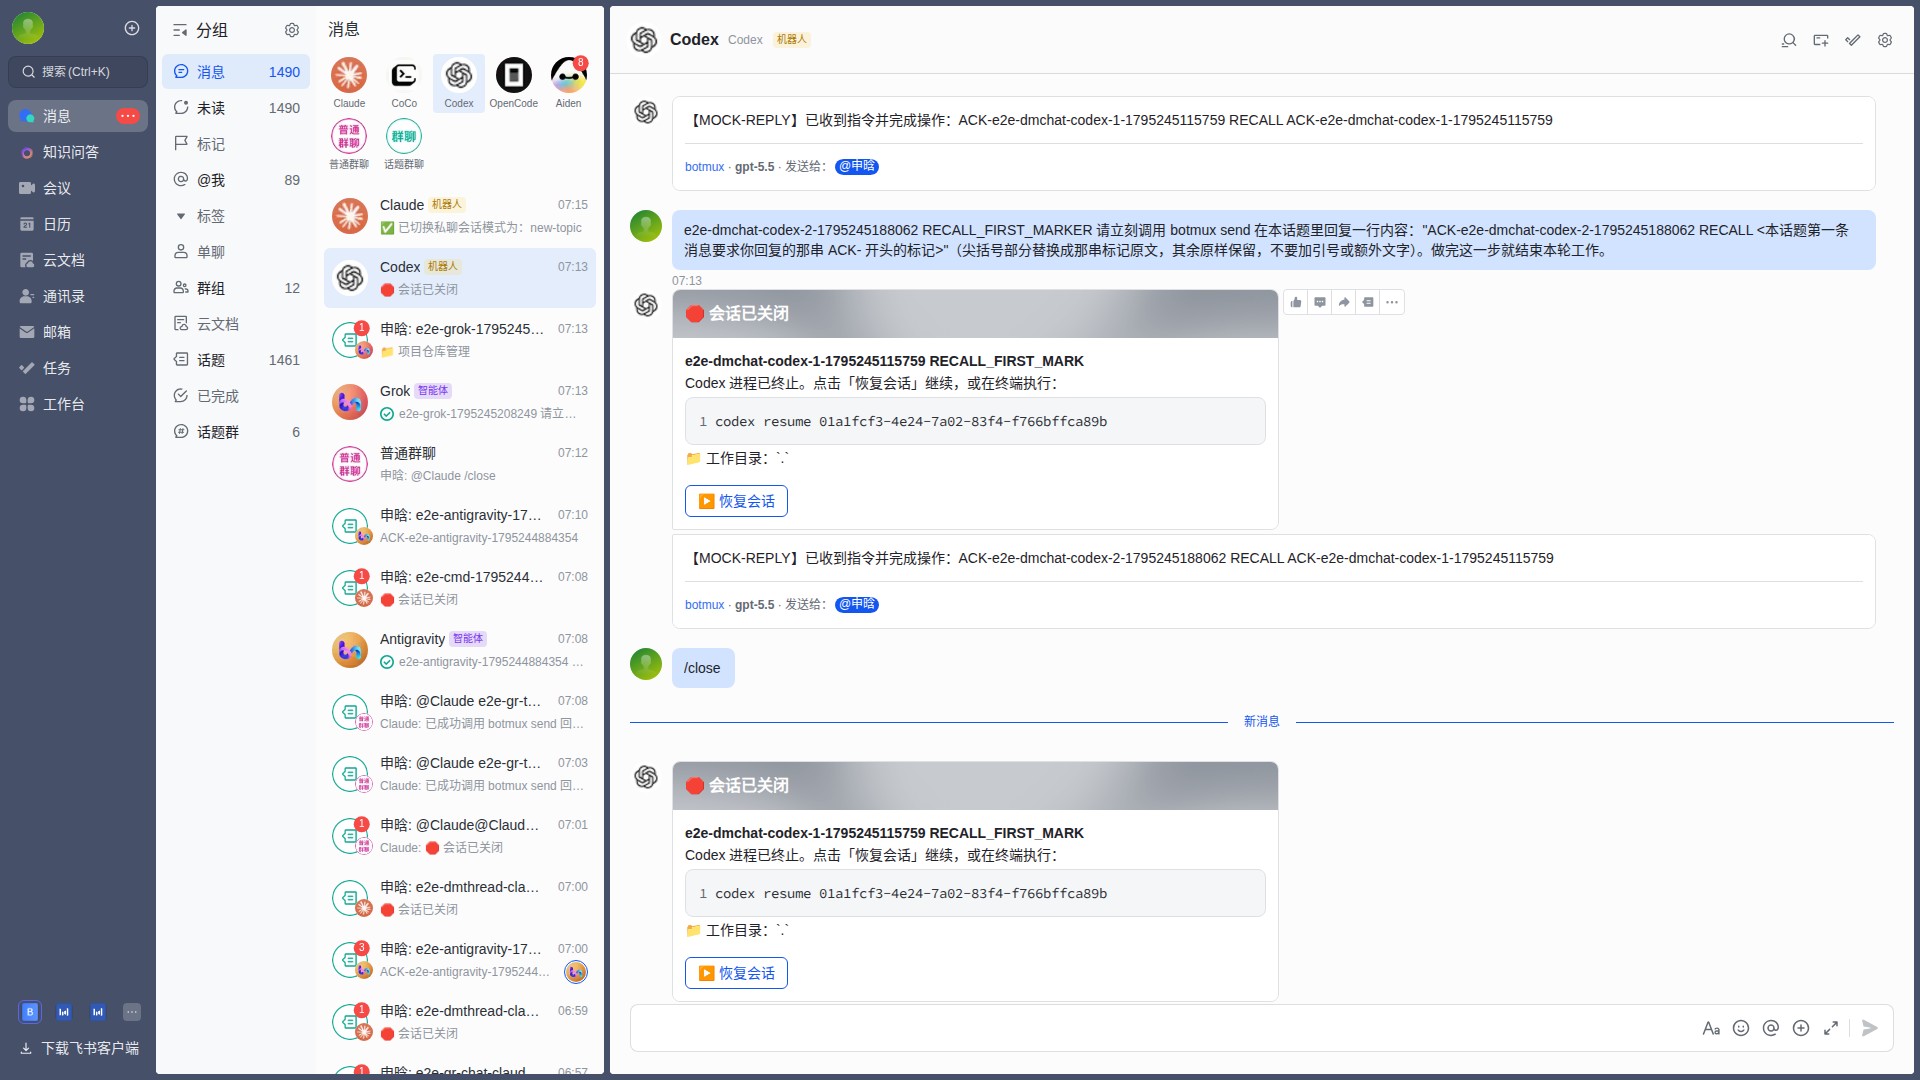 搜索 (Ctrl+K)
消息
知识问答
会议
日历
云文档
通讯录
邮箱
任务
工作台
下载飞书客户端
分组
消息 1490
未读 1490
标记
@我 89
标签
单聊
群组 12
云文档
话题 1461
已完成
话题群 6
消息
Claude
CoCo
Codex
OpenCode
Aiden
8
普通群聊
普通群聊
群聊
话题群聊
Claude 机器人 07:15
✅ 已切换私聊会话模式为：new-topic
Codex 机器人 07:13
会话已关闭
1
申晗: e2e-grok-1795245... 07:13
项目仓库管理
Grok 智能体 07:13
e2e-grok-1795245208249 请立...
普通群聊
普通群聊 07:12
申晗: @Claude /close
申晗: e2e-antigravity-17... 07:10
ACK-e2e-antigravity-1795244884354
1
申晗: e2e-cmd-1795244... 07:08
会话已关闭
Antigravity 智能体 07:08
e2e-antigravity-1795244884354 ...
申晗: @Claude e2e-gr-t... 07:08
Claude: 已成功调用 botmux send 回...
申晗: @Claude e2e-gr-t... 07:03
Claude: 已成功调用 botmux send 回...
1
申晗: @Claude@Claud... 07:01
Claude: 会话已关闭
申晗: e2e-dmthread-cla... 07:00
会话已关闭
3
申晗: e2e-antigravity-17... 07:00
ACK-e2e-antigravity-1795244...
1
申晗: e2e-dmthread-cla... 06:59
会话已关闭
1
申晗: e2e-gr-chat-claud... 06:57
Codex Codex 机器人
【MOCK-REPLY】已收到指令并完成操作：ACK-e2e-dmchat-codex-1-1795245115759 RECALL ACK-e2e-dmchat-codex-1-1795245115759
botmux · gpt-5.5 · 发送给： @申晗
e2e-dmchat-codex-2-1795245188062 RECALL_FIRST_MARKER 请立刻调用 botmux send 在本话题里回复一行内容："ACK-e2e-dmchat-codex-2-1795245188062 RECALL <本话题第一条
消息要求你回复的那串 ACK- 开头的标记>"（尖括号部分替换成那串标记原文，其余原样保留，不要加引号或额外文字）。做完这一步就结束本轮工作。
07:13
会话已关闭
e2e-dmchat-codex-1-1795245115759 RECALL_FIRST_MARK
Codex 进程已终止。点击「恢复会话」继续，或在终端执行：
1 codex resume 01a1fcf3-4e24-7a02-83f4-f766bffca89b
工作目录：`.`
恢复会话
【MOCK-REPLY】已收到指令并完成操作：ACK-e2e-dmchat-codex-2-1795245188062 RECALL ACK-e2e-dmchat-codex-1-1795245115759
botmux · gpt-5.5 · 发送给： @申晗
/close
新消息
会话已关闭
e2e-dmchat-codex-1-1795245115759 RECALL_FIRST_MARK
Codex 进程已终止。点击「恢复会话」继续，或在终端执行：
1 codex resume 01a1fcf3-4e24-7a02-83f4-f766bffca89b
工作目录：`.`
恢复会话